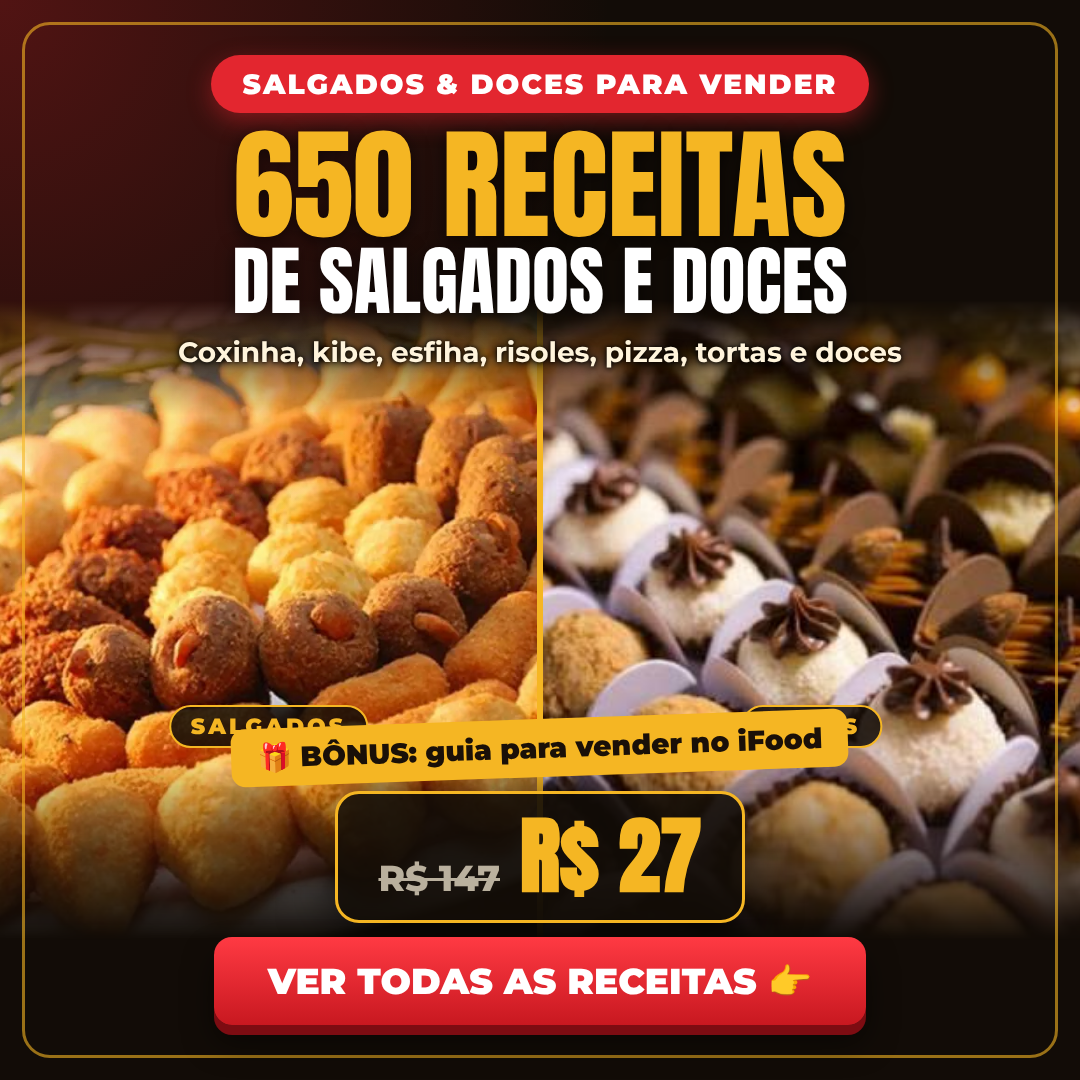 SALGADOS & DOCES PARA VENDER
650 RECEITAS
DE SALGADOS E DOCES
Coxinha, kibe, esfiha, risoles, pizza, tortas e doces
SALGADOS
🎁 BÔNUS: guia para vender no iFood
R$ 147 R$ 27
VER TODAS AS RECEITAS 👉